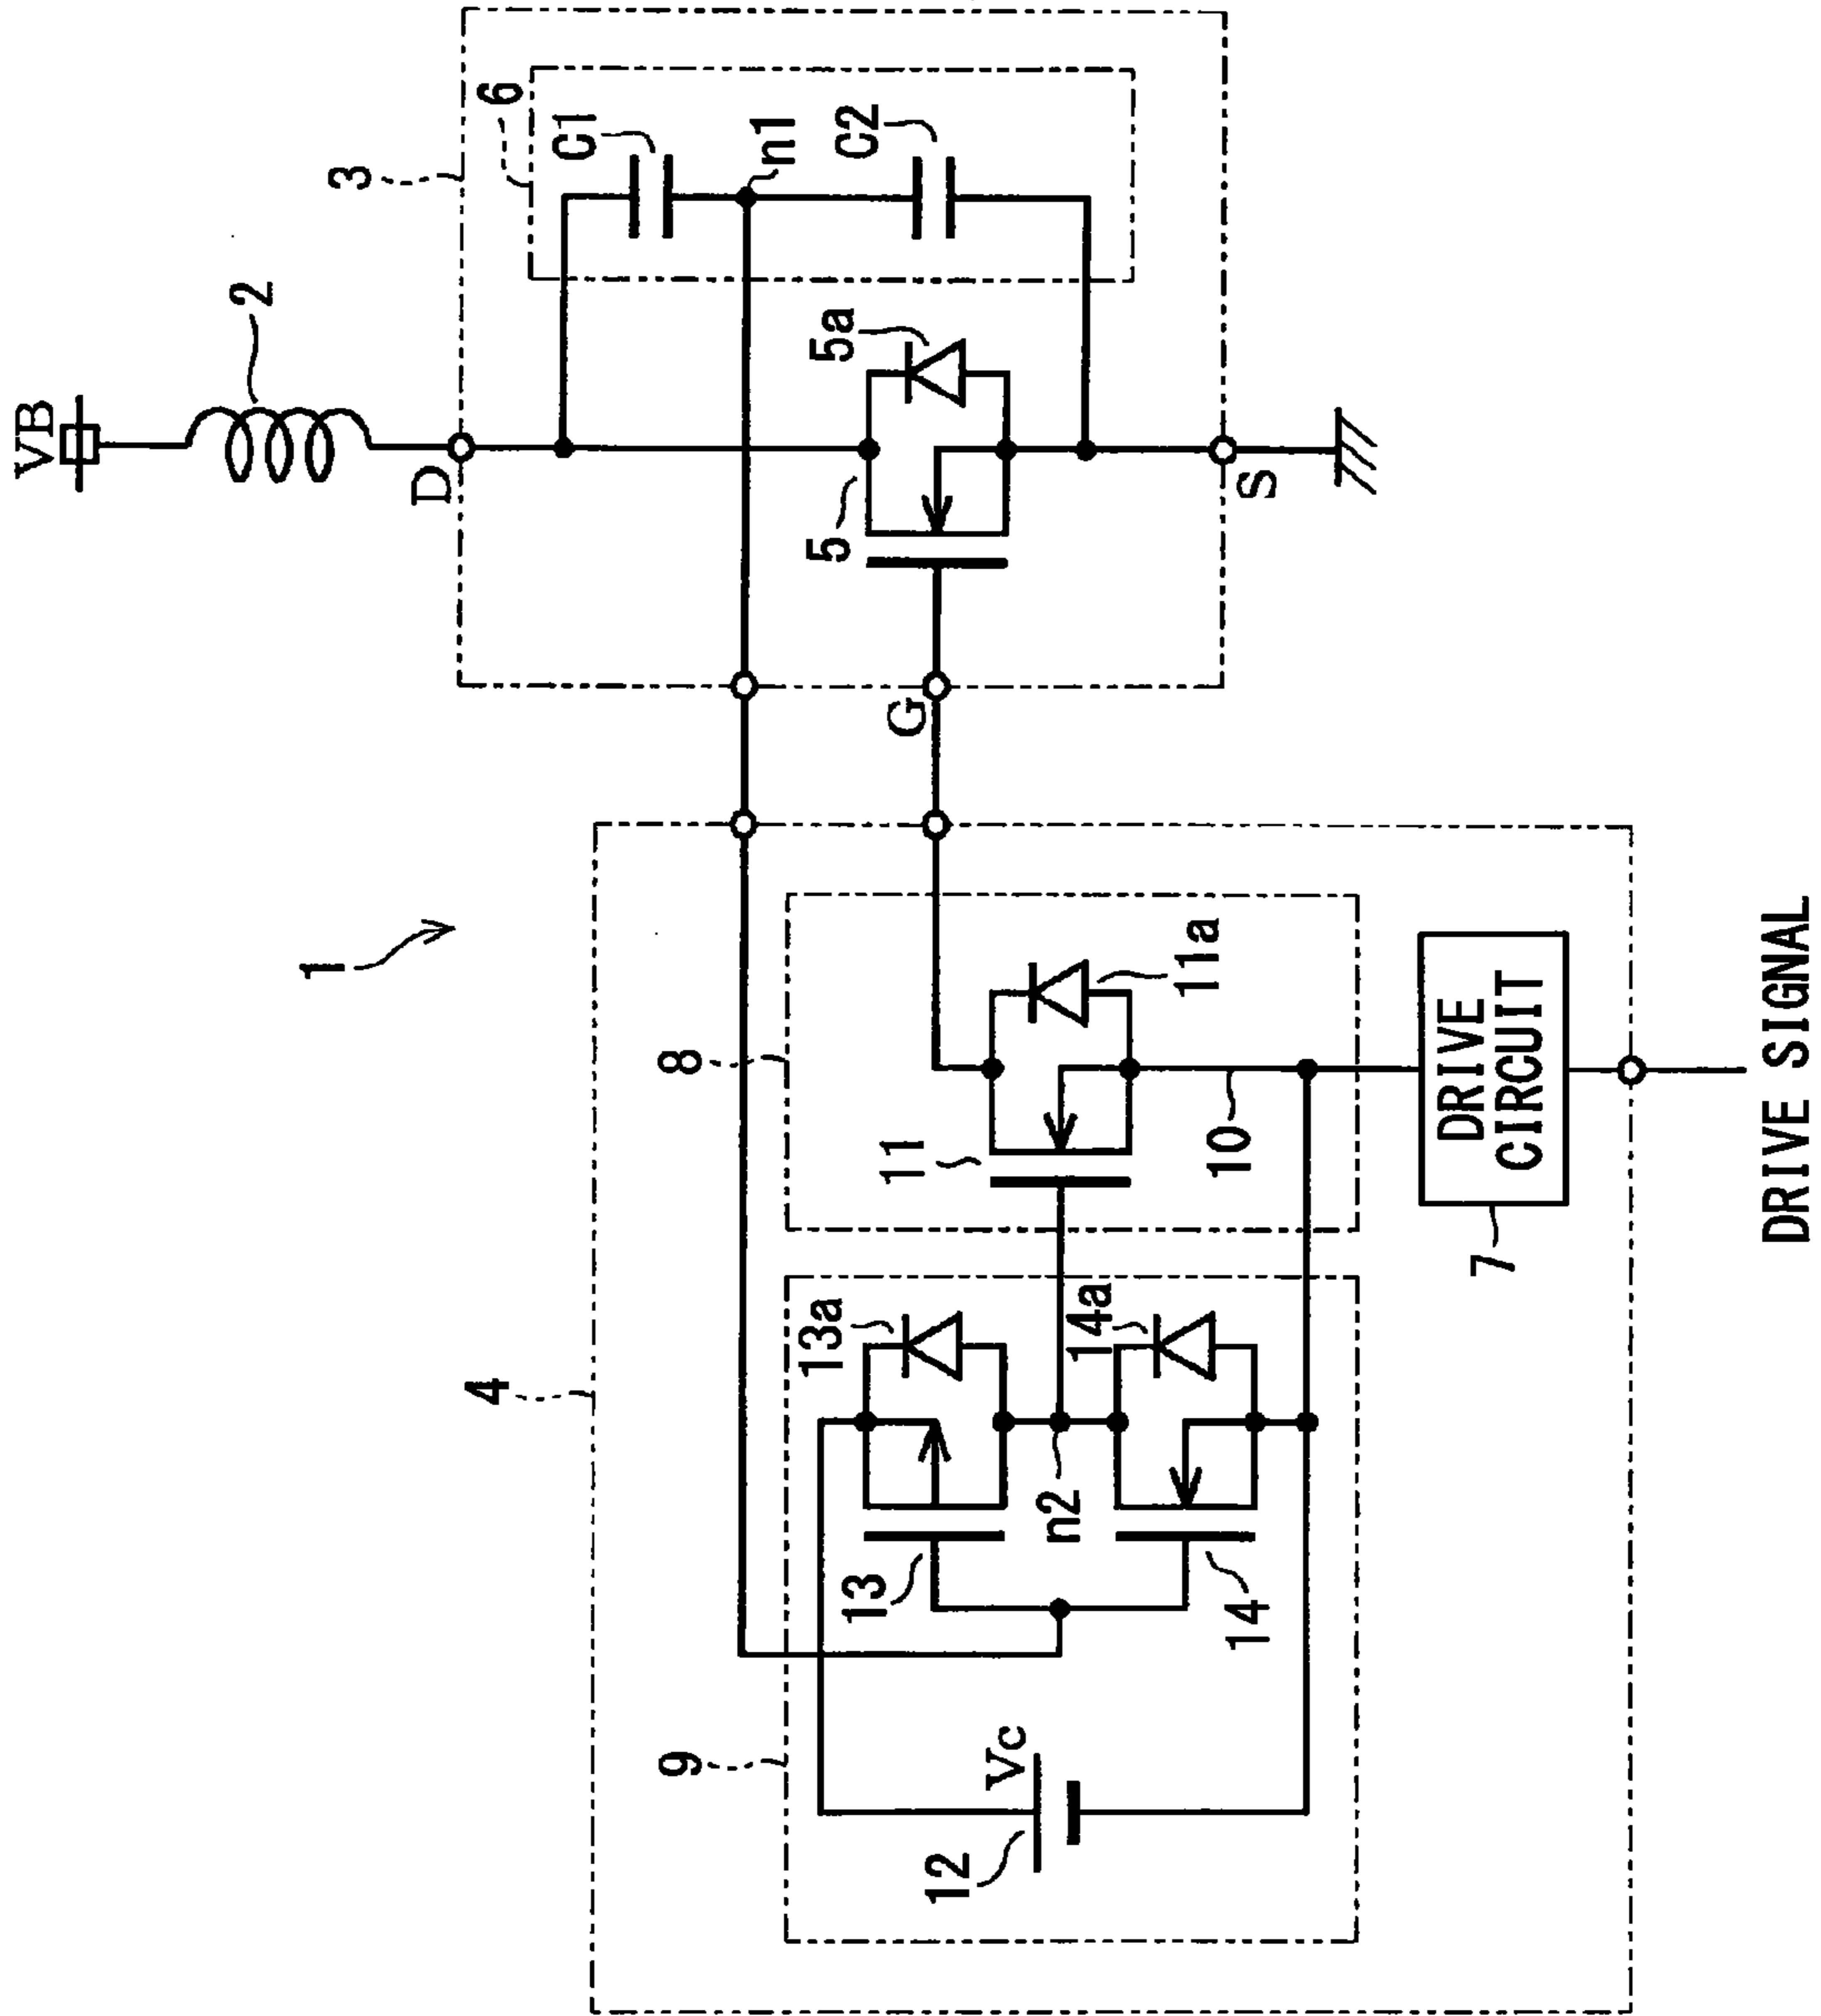 VB
2
D
3
6
C1
n1
C2
5
5a
S
G
1
4
8
11
11a
10
9
13
13a
n2
14a
14
12
Vc
7
DRIVE
CIRCUIT
DRIVE SIGNAL